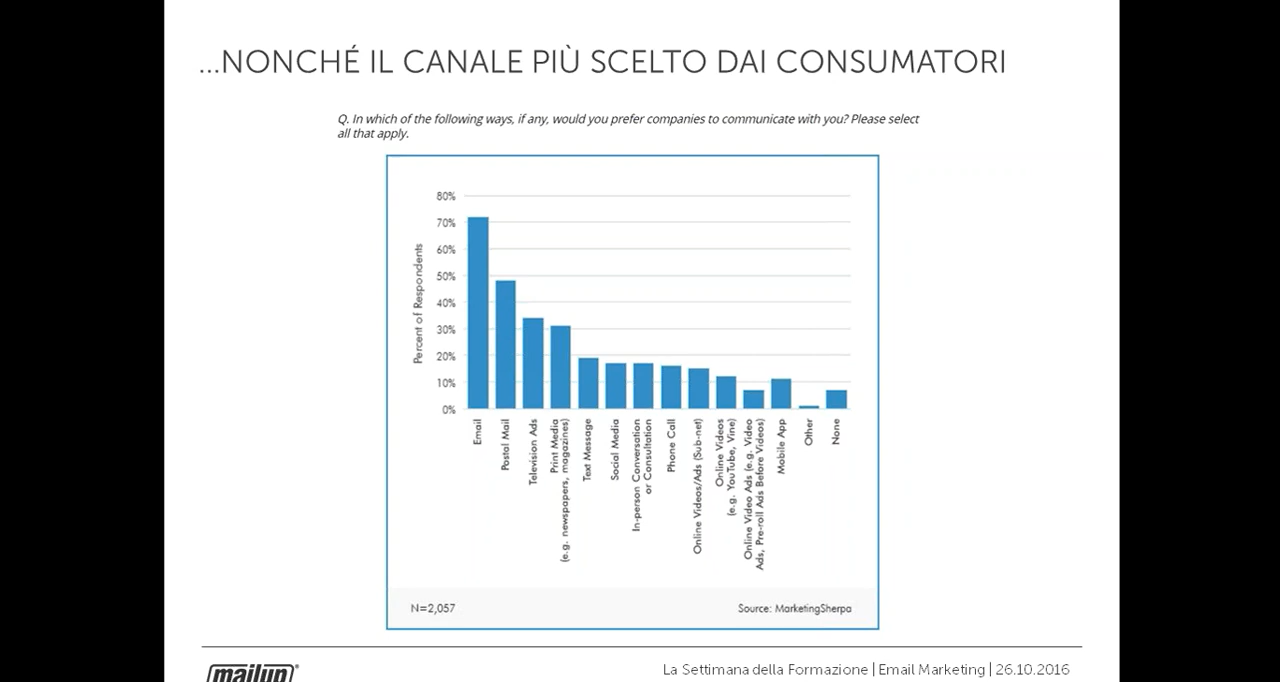 ...NONCHÉ IL CANALE PIÙ SCELTO DAI CONSUMATORI
Q. In which of the following ways, if any, would you prefer companies to communicate with you? Please select
all that apply.
80%
70%
60%
50%
40%
30%
20%
10%
0%
Percent of Respondents
Email
Postal Mail
Television Ads
Print Media
(e.g. newspapers, magazines)
Text Message
Social Media
In-person Conversation
or Consultation
Phone Call
Online Videos/Ads (Sub-net)
Online Videos
(e.g. YouTube, Vine)
Online Video Ads (e.g. Video
Ads, Pre-roll Ads Before Videos)
Mobile App
Other
None
N=2,057
Source: MarketingSherpa
mailup®
La Settimana della Formazione | Email Marketing | 26.10.2016